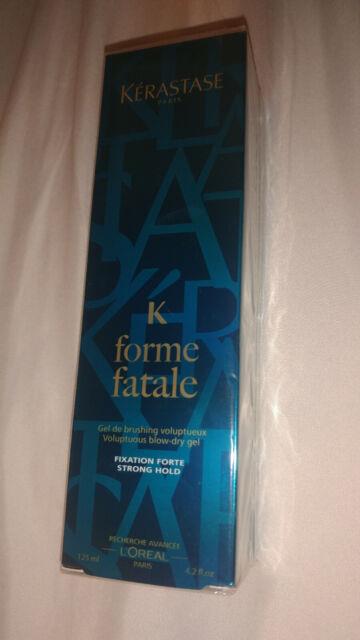 KÉRASTASE
PARIS
K
forme
fatale
Gel de brushing voluptueux
Voluptuous blow-dry gel
FIXATION FORTE
STRONG HOLD
RECHERCHE AVANCÉE
L'ORÉAL
PARIS
125 ml 4.2 fl.oz